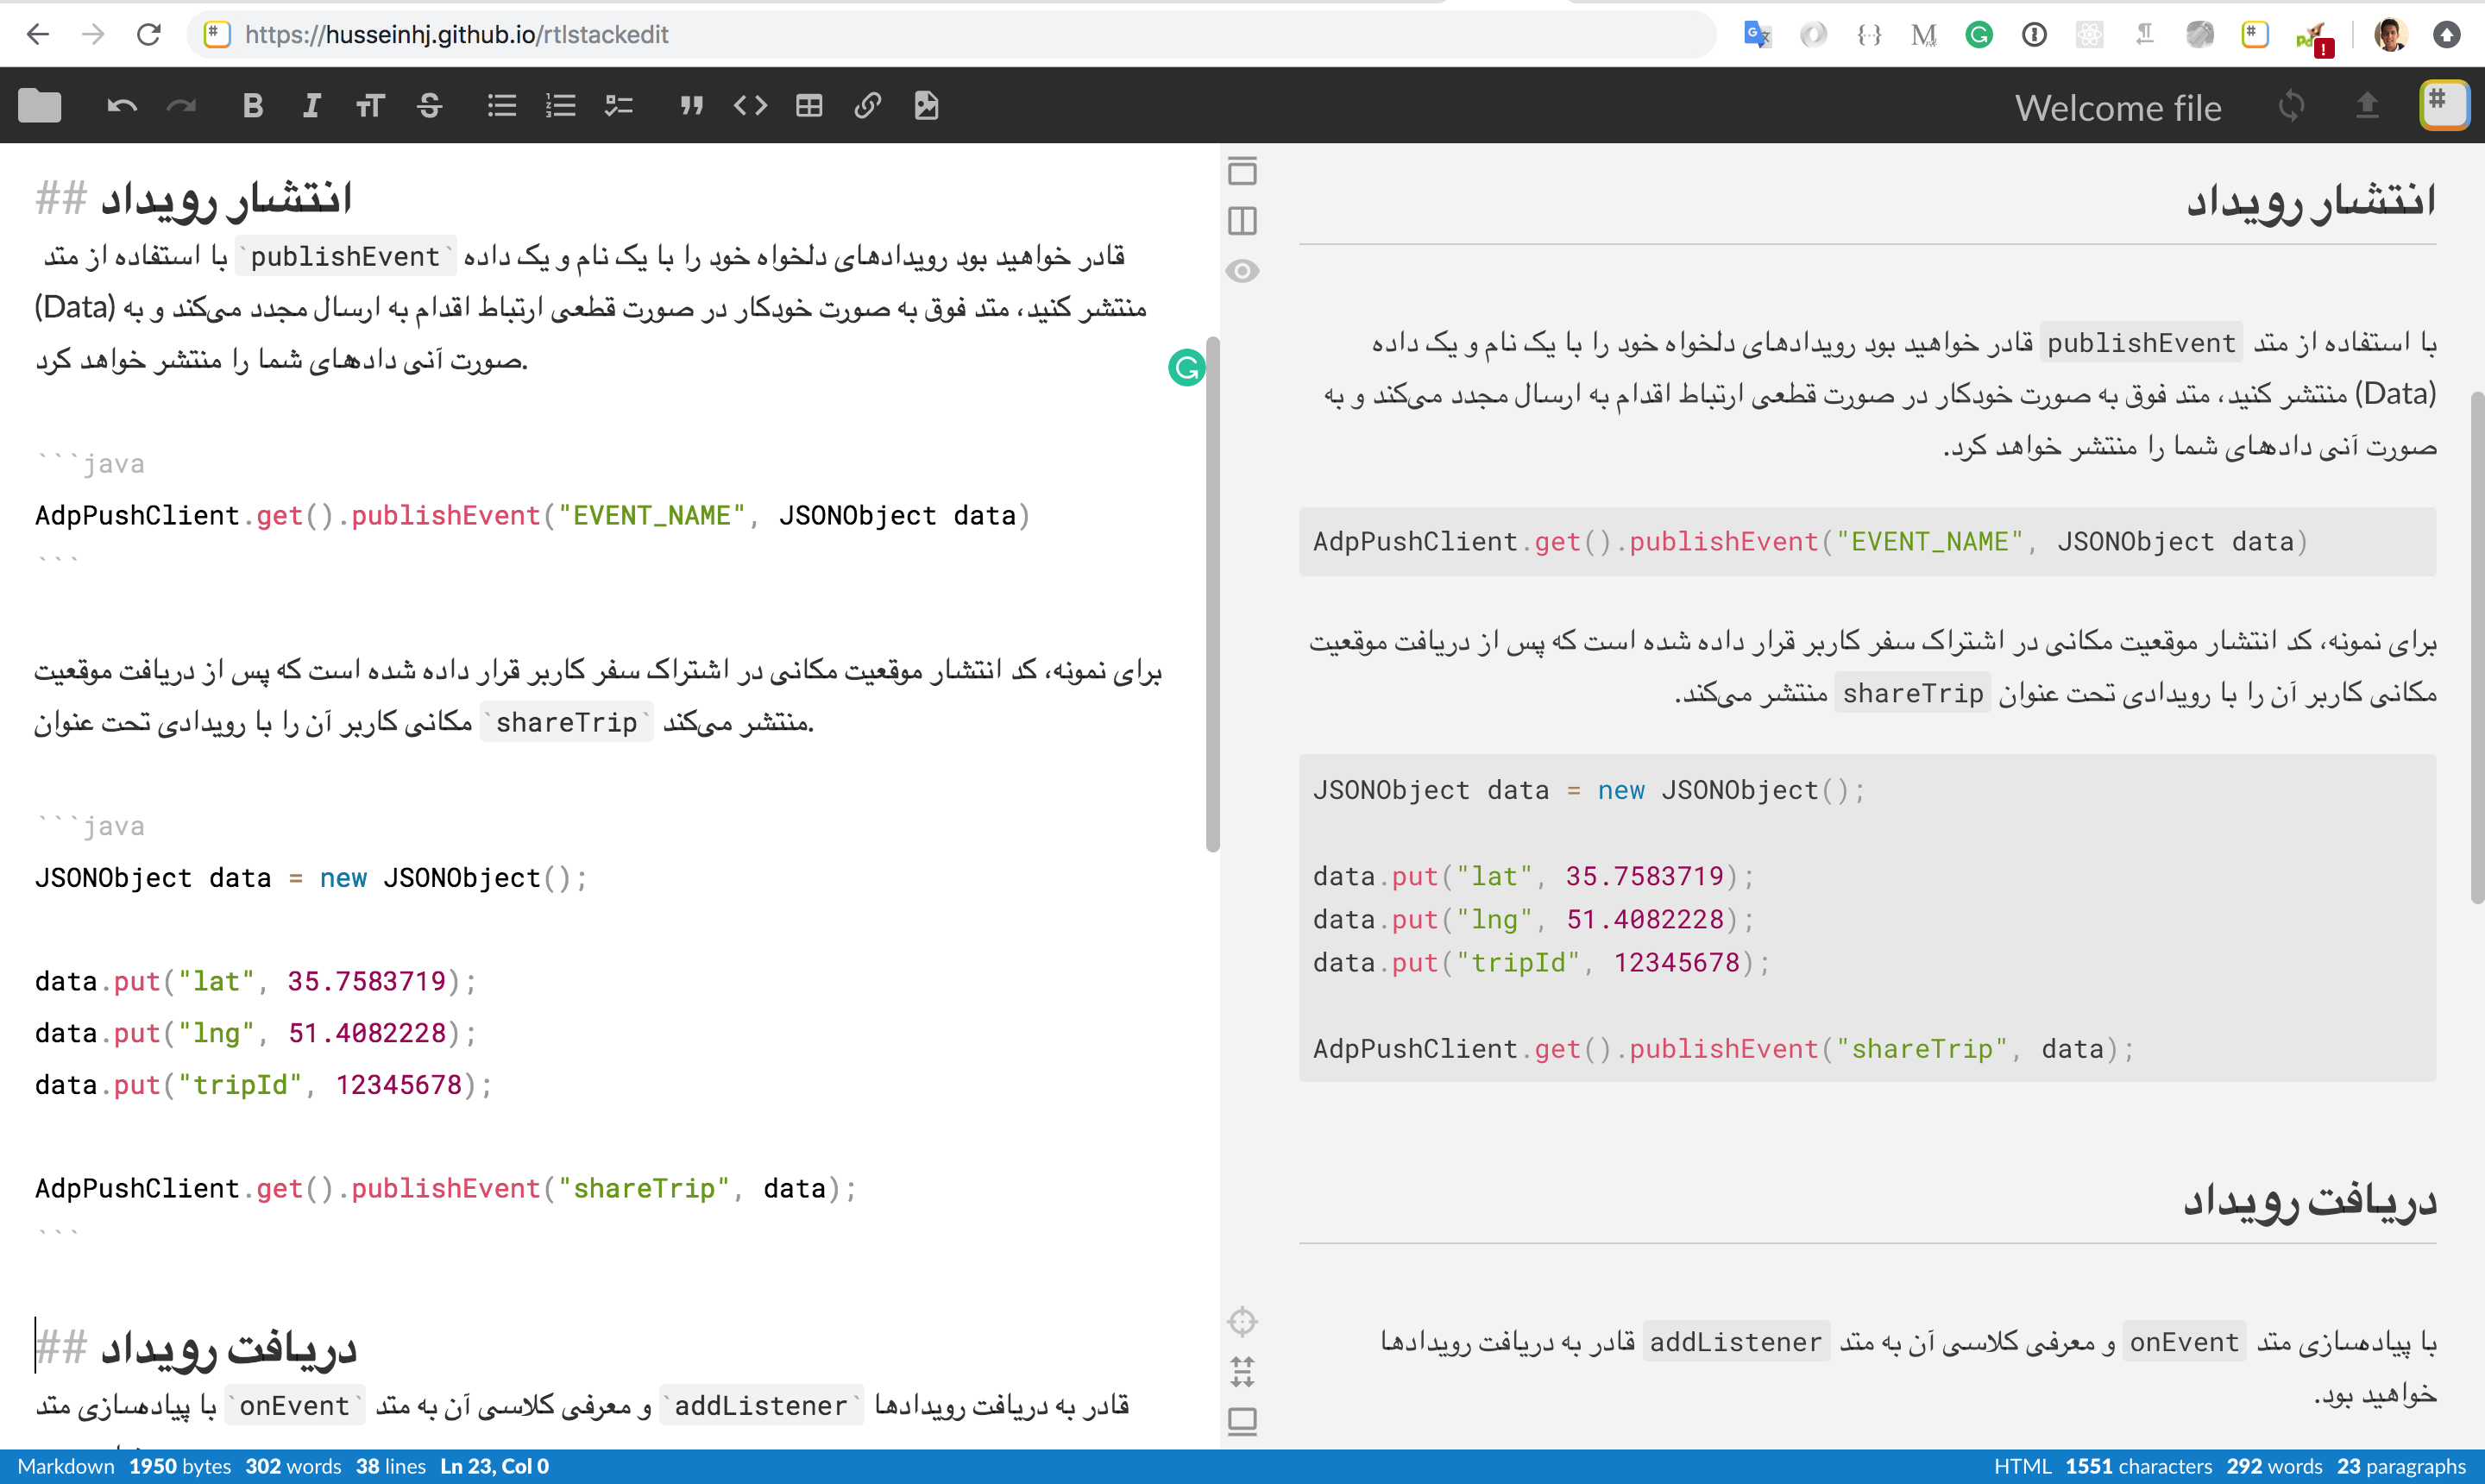 https://husseinhj.github.io/rtlstackedit
Welcome file
## انتشار رویداد
با استفاده از متد `publishEvent` قادر خواهید بود رویدادهای دلخواه خود را با یک نام و یک داده
(Data) منتشر کنید، متد فوق به صورت خودکار در صورت قطعی ارتباط اقدام به ارسال مجدد می‌کند و به
صورت آنی داده‌های شما را منتشر خواهد کرد.
```java
AdpPushClient.get().publishEvent("EVENT_NAME", JSONObject data)
```
برای نمونه، کد انتشار موقعیت مکانی در اشتراک سفر کاربر قرار داده شده است که پس از دریافت موقعیت
مکانی کاربر آن را با رویدادی تحت عنوان `shareTrip` منتشر می‌کند.
```java
JSONObject data = new JSONObject();
data.put("lat", 35.7583719);
data.put("lng", 51.4082228);
data.put("tripId", 12345678);
AdpPushClient.get().publishEvent("shareTrip", data);
```
## دریافت رویداد
با پیاده‌سازی متد `onEvent` و معرفی کلاسی آن به متد `addListener` قادر به دریافت رویدادها
انتشار رویداد
با استفاده از متد publishEvent قادر خواهید بود رویدادهای دلخواه خود را با یک نام و یک داده
(Data) منتشر کنید، متد فوق به صورت خودکار در صورت قطعی ارتباط اقدام به ارسال مجدد می‌کند و به
صورت آنی داده‌های شما را منتشر خواهد کرد.
AdpPushClient.get().publishEvent("EVENT_NAME", JSONObject data)
برای نمونه، کد انتشار موقعیت مکانی در اشتراک سفر کاربر قرار داده شده است که پس از دریافت موقعیت
مکانی کاربر آن را با رویدادی تحت عنوان shareTrip منتشر می‌کند.
JSONObject data = new JSONObject();
data.put("lat", 35.7583719);
data.put("lng", 51.4082228);
data.put("tripId", 12345678);
AdpPushClient.get().publishEvent("shareTrip", data);
دریافت رویداد
با پیاده‌سازی متد onEvent و معرفی کلاسی آن به متد addListener قادر به دریافت رویدادها
خواهید بود.
Markdown 1950 bytes 302 words 38 lines Ln 23, Col 0
HTML 1551 characters 292 words 23 paragraphs